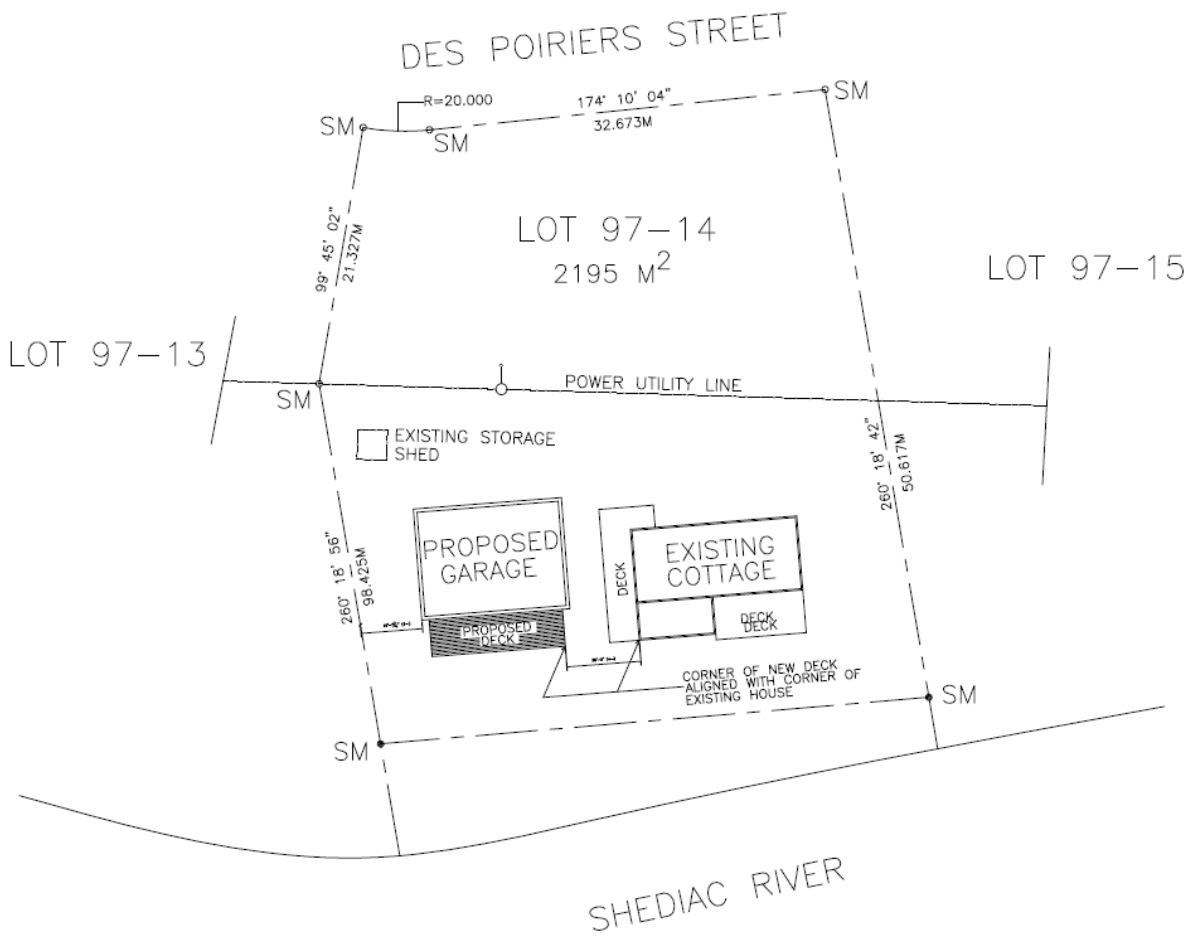 DES POIRIERS STREET
R=20.000
174° 10' 04"
32.673M
SM
SM
SM
99° 45' 02"
21.327M
LOT 97-14
2195 M²
LOT 97-15
LOT 97-13
POWER UTILITY LINE
SM
EXISTING STORAGE
SHED
260° 18' 42"
50.617M
260° 18' 56"
98.425M
PROPOSED
GARAGE
DECK
EXISTING
COTTAGE
PROPOSED
DECK
DECK
DECK
CORNER OF NEW DECK
ALIGNED WITH CORNER OF
EXISTING HOUSE
SM
SM
SHEDIAC RIVER